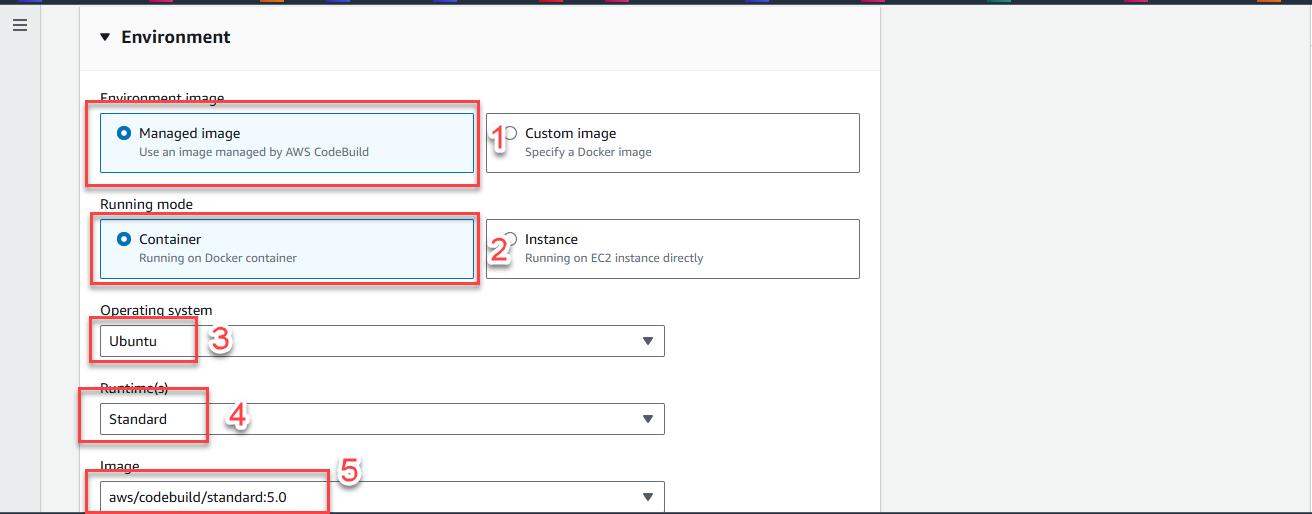 Environment
Environment image
Managed image
Use an image managed by AWS CodeBuild
1
Custom image
Specify a Docker image
Running mode
Container
Running on Docker container
2
Instance
Running on EC2 instance directly
Operating system
Ubuntu
3
Runtime(s)
Standard
4
Image
5
aws/codebuild/standard:5.0